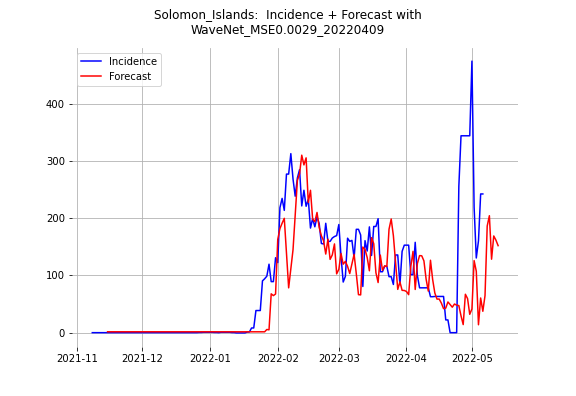 Solomon_Islands:  Incidence + Forecast with
WaveNet_MSE0.0029_20220409
Incidence
Forecast
400
300
200
100
0
2021-11 2021-12 2022-01 2022-02 2022-03 2022-04 2022-05